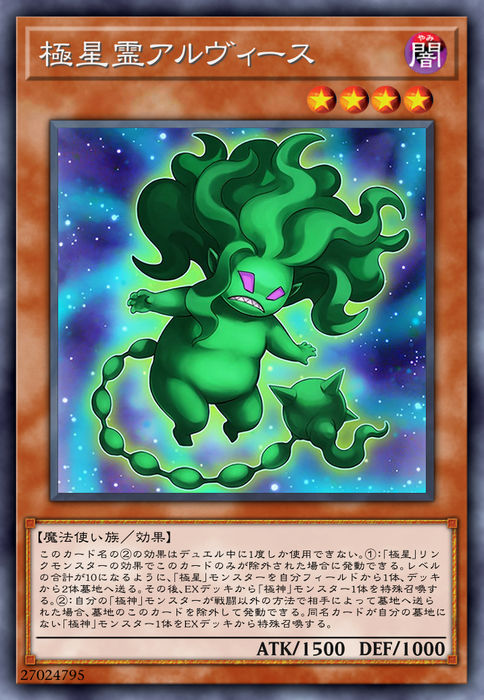 極星霊アルヴィース
やみ
闇
【魔法使い族／効果】
このカード名の②の効果はデュエル中に1度しか使用できない。①：「極星」リン
クモンスターの効果でこのカードのみが除外された場合に発動できる。レベル
の合計が10になるように、「極星」モンスターを自分フィールドから1体、デッキ
から2体墓地へ送る。その後、EXデッキから「極神」モンスター1体を特殊召喚す
る。②：自分の「極神」モンスターが戦闘以外の方法で相手によって墓地へ送ら
れた場合、墓地のこのカードを除外して発動できる。同名カードが自分の墓地に
ない「極神」モンスター1体をEXデッキから特殊召喚する。
ATK/1500 DEF/1000
27024795